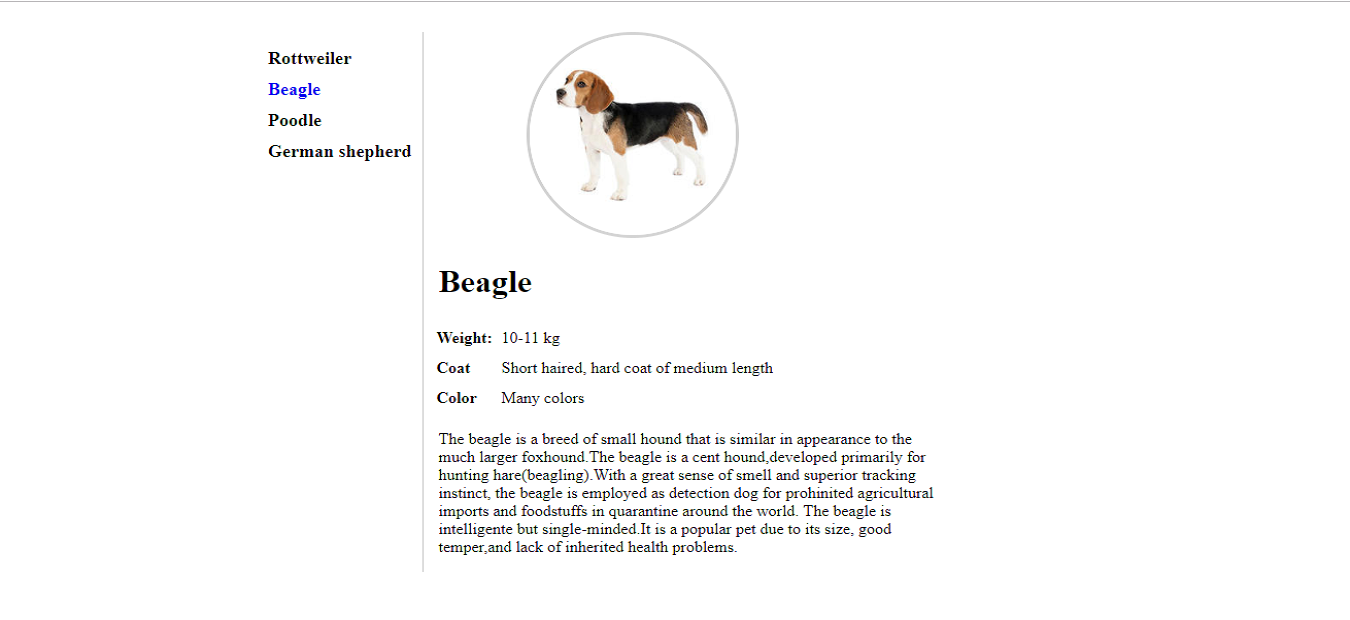 Rottweiler
Beagle
Poodle
German shepherd
Beagle
Weight: 10-11 kg
Coat Short haired, hard coat of medium length
Color Many colors
The beagle is a breed of small hound that is similar in appearance to the
much larger foxhound.The beagle is a cent hound,developed primarily for
hunting hare(beagling).With a great sense of smell and superior tracking
instinct, the beagle is employed as detection dog for prohinited agricultural
imports and foodstuffs in quarantine around the world. The beagle is
intelligente but single-minded.It is a popular pet due to its size, good
temper,and lack of inherited health problems.